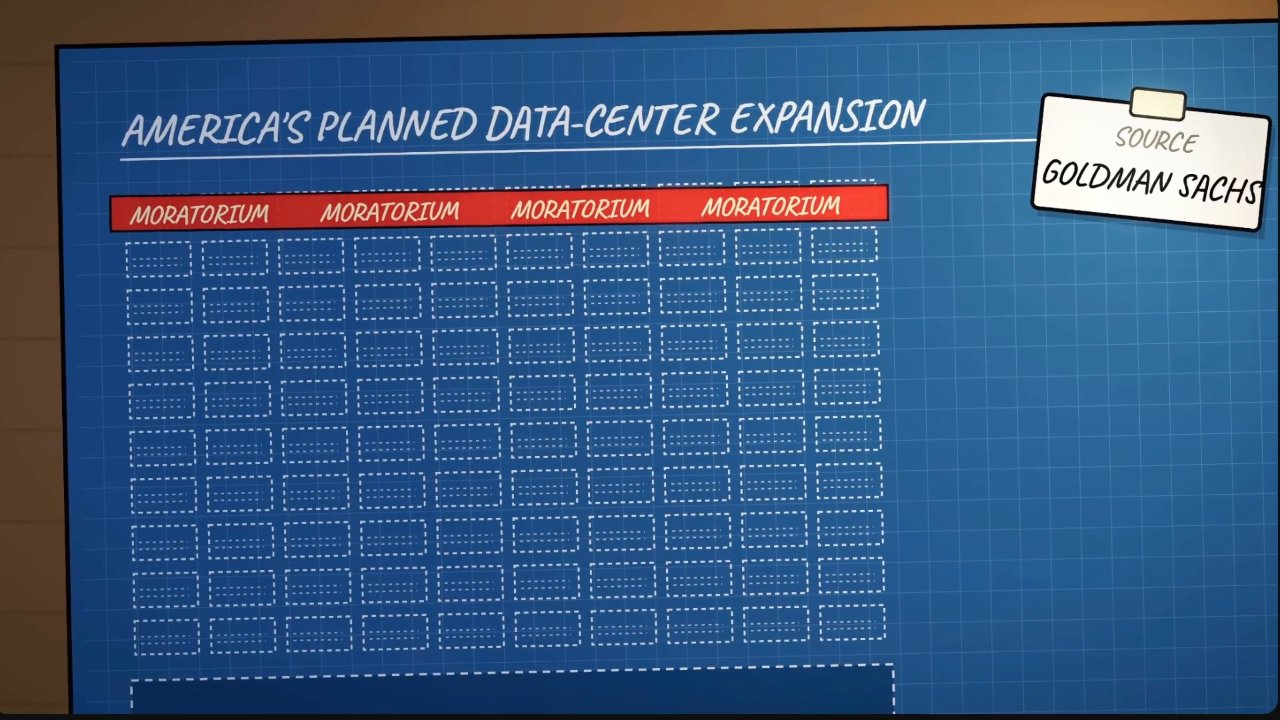 AMERICA'S PLANNED DATA-CENTER EXPANSION
SOURCE
GOLDMAN SACHS
MORATORIUM MORATORIUM MORATORIUM MORATORIUM